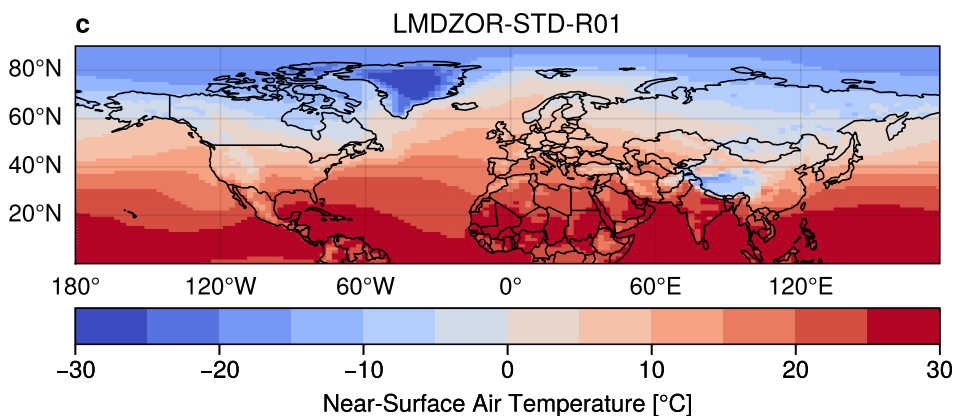 c LMDZOR-STD-R01
80°N
60°N
40°N
20°N
180° 120°W 60°W 0° 60°E 120°E
−30 −20 −10 0 10 20 30
Near-Surface Air Temperature [°C]